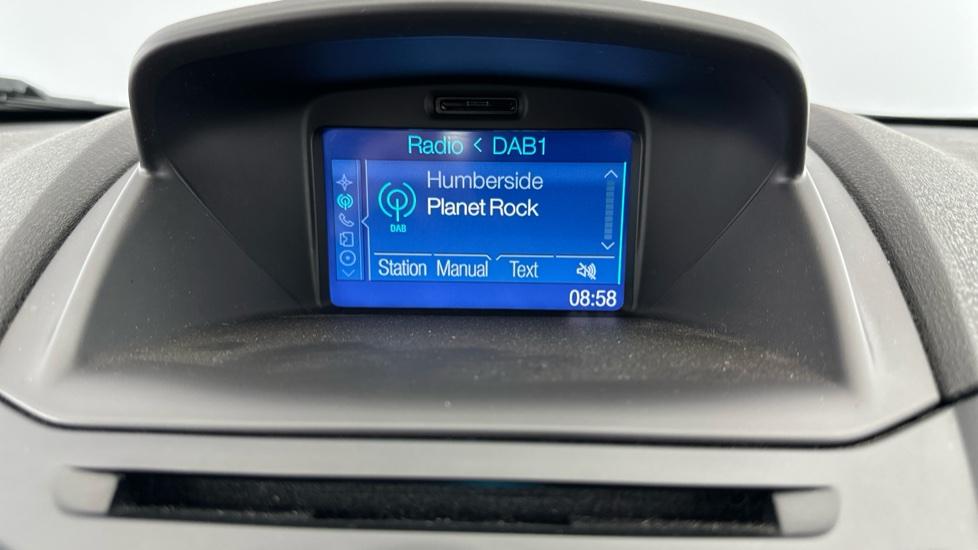 Radio < DAB1
Humberside
Planet Rock
DAB
Station Manual Text
08:58